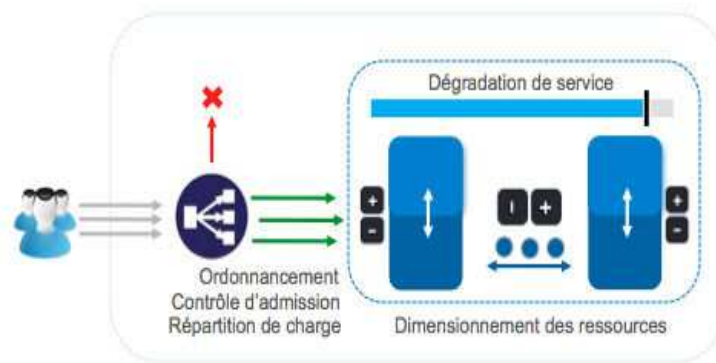 Dégradation de service
Ordonnancement
Contrôle d'admission
Répartition de charge
Dimensionnement des ressources